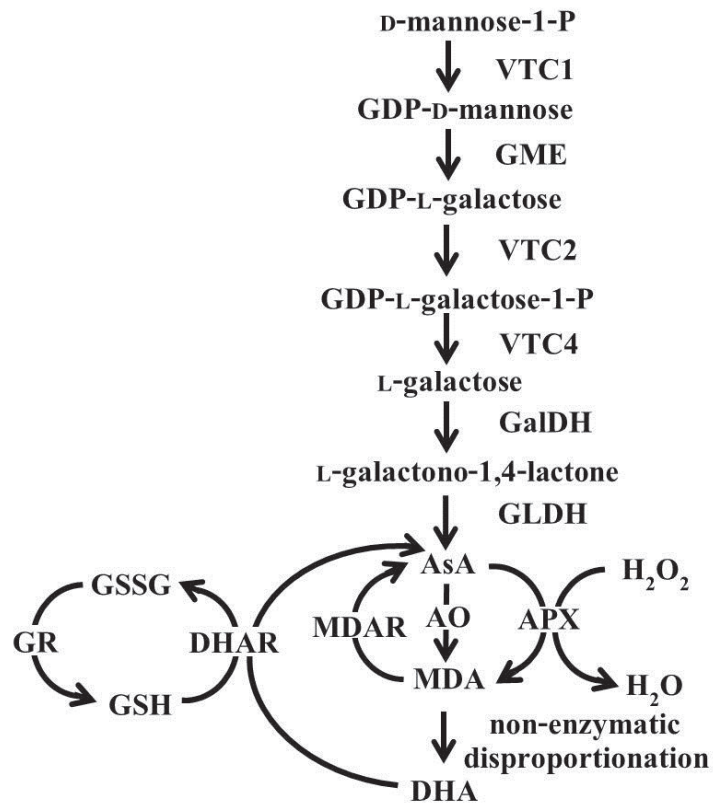 D-mannose-1-P
VTC1
GDP-D-mannose
GME
GDP-L-galactose
VTC2
GDP-L-galactose-1-P
VTC4
L-galactose
GalDH
L-galactono-1,4-lactone
GLDH
AsA
H₂O₂
GSSG
GR
DHAR
MDAR
AO
APX
GSH
MDA
H₂O
non-enzymatic
disproportionation
DHA